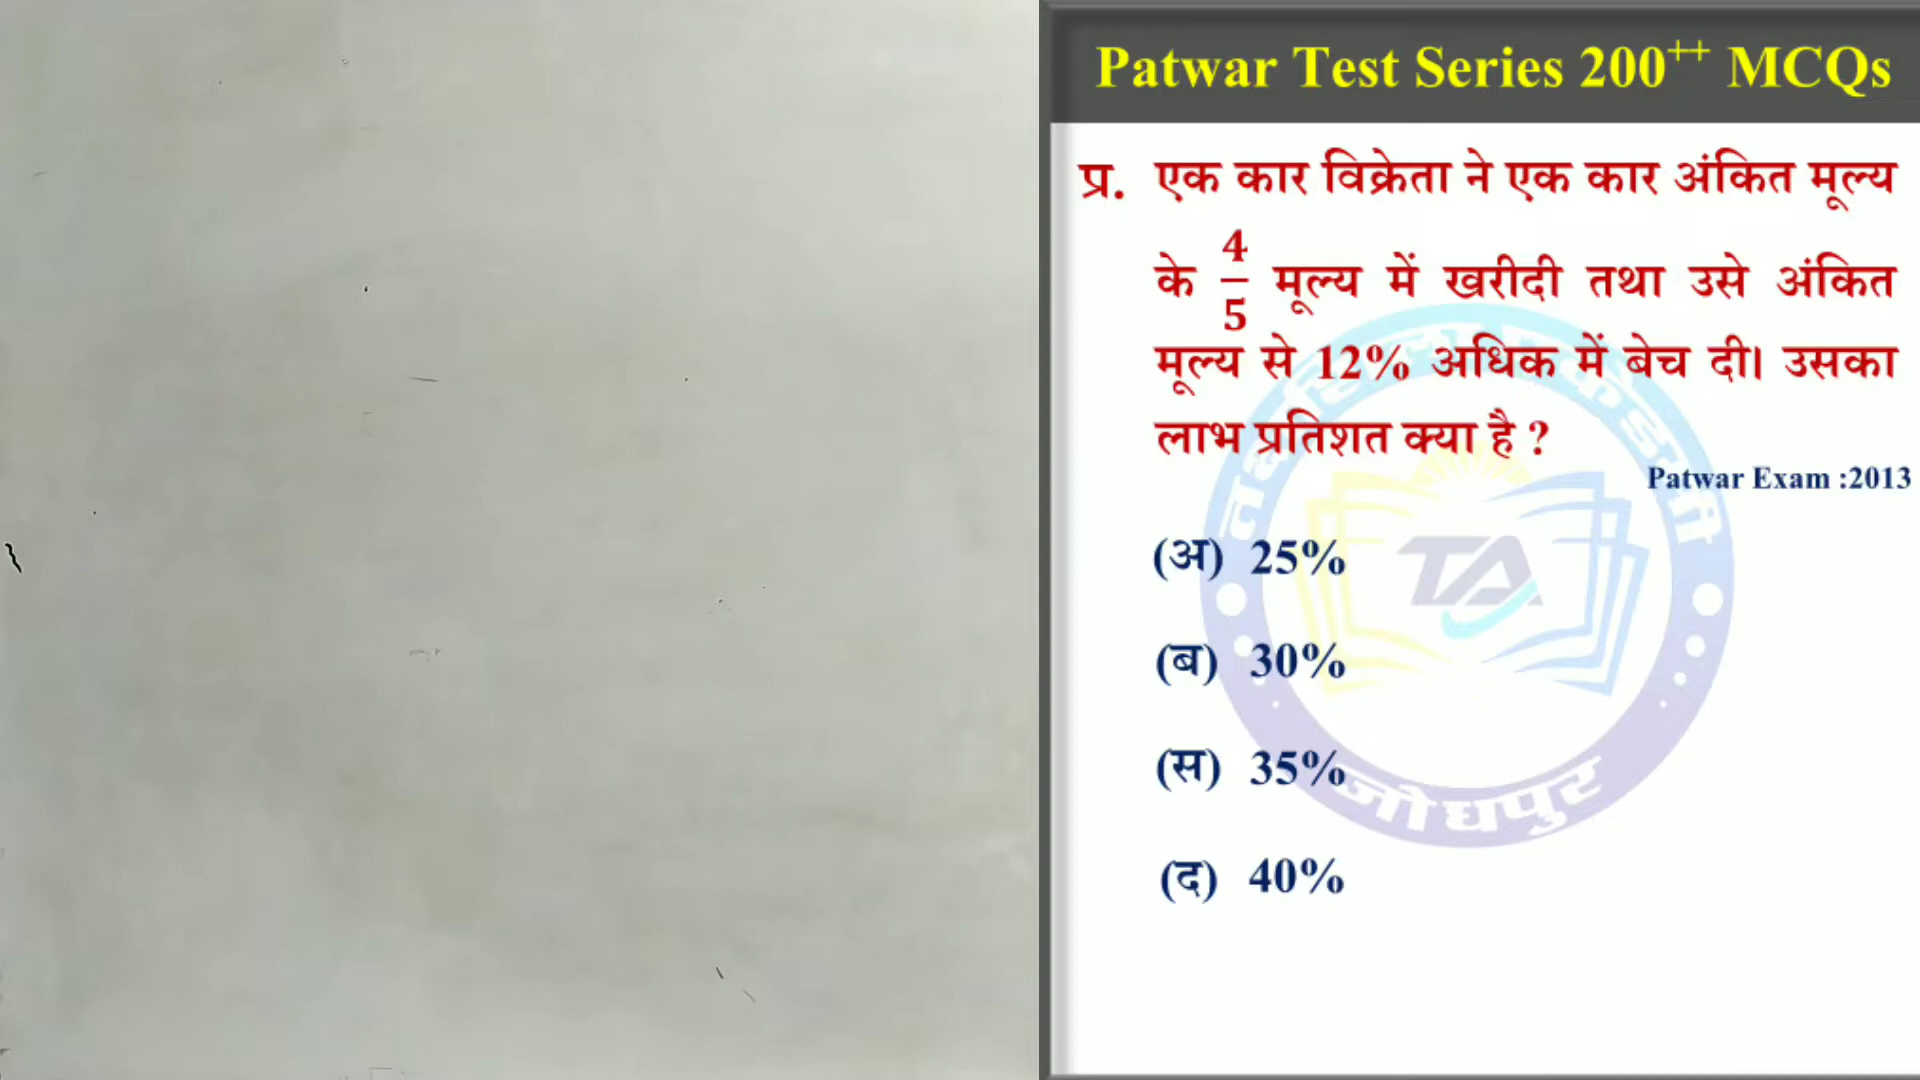 Patwar Test Series 200++ MCQs
प्र. एक कार विक्रेता ने एक कार अंकित मूल्य
के 4/5 मूल्य में खरीदी तथा उसे अंकित
मूल्य से 12% अधिक में बेच दी। उसका
लाभ प्रतिशत क्या है ?
Patwar Exam :2013
(अ) 25%
(ब) 30%
(स) 35%
(द) 40%
TA
जोधपुर